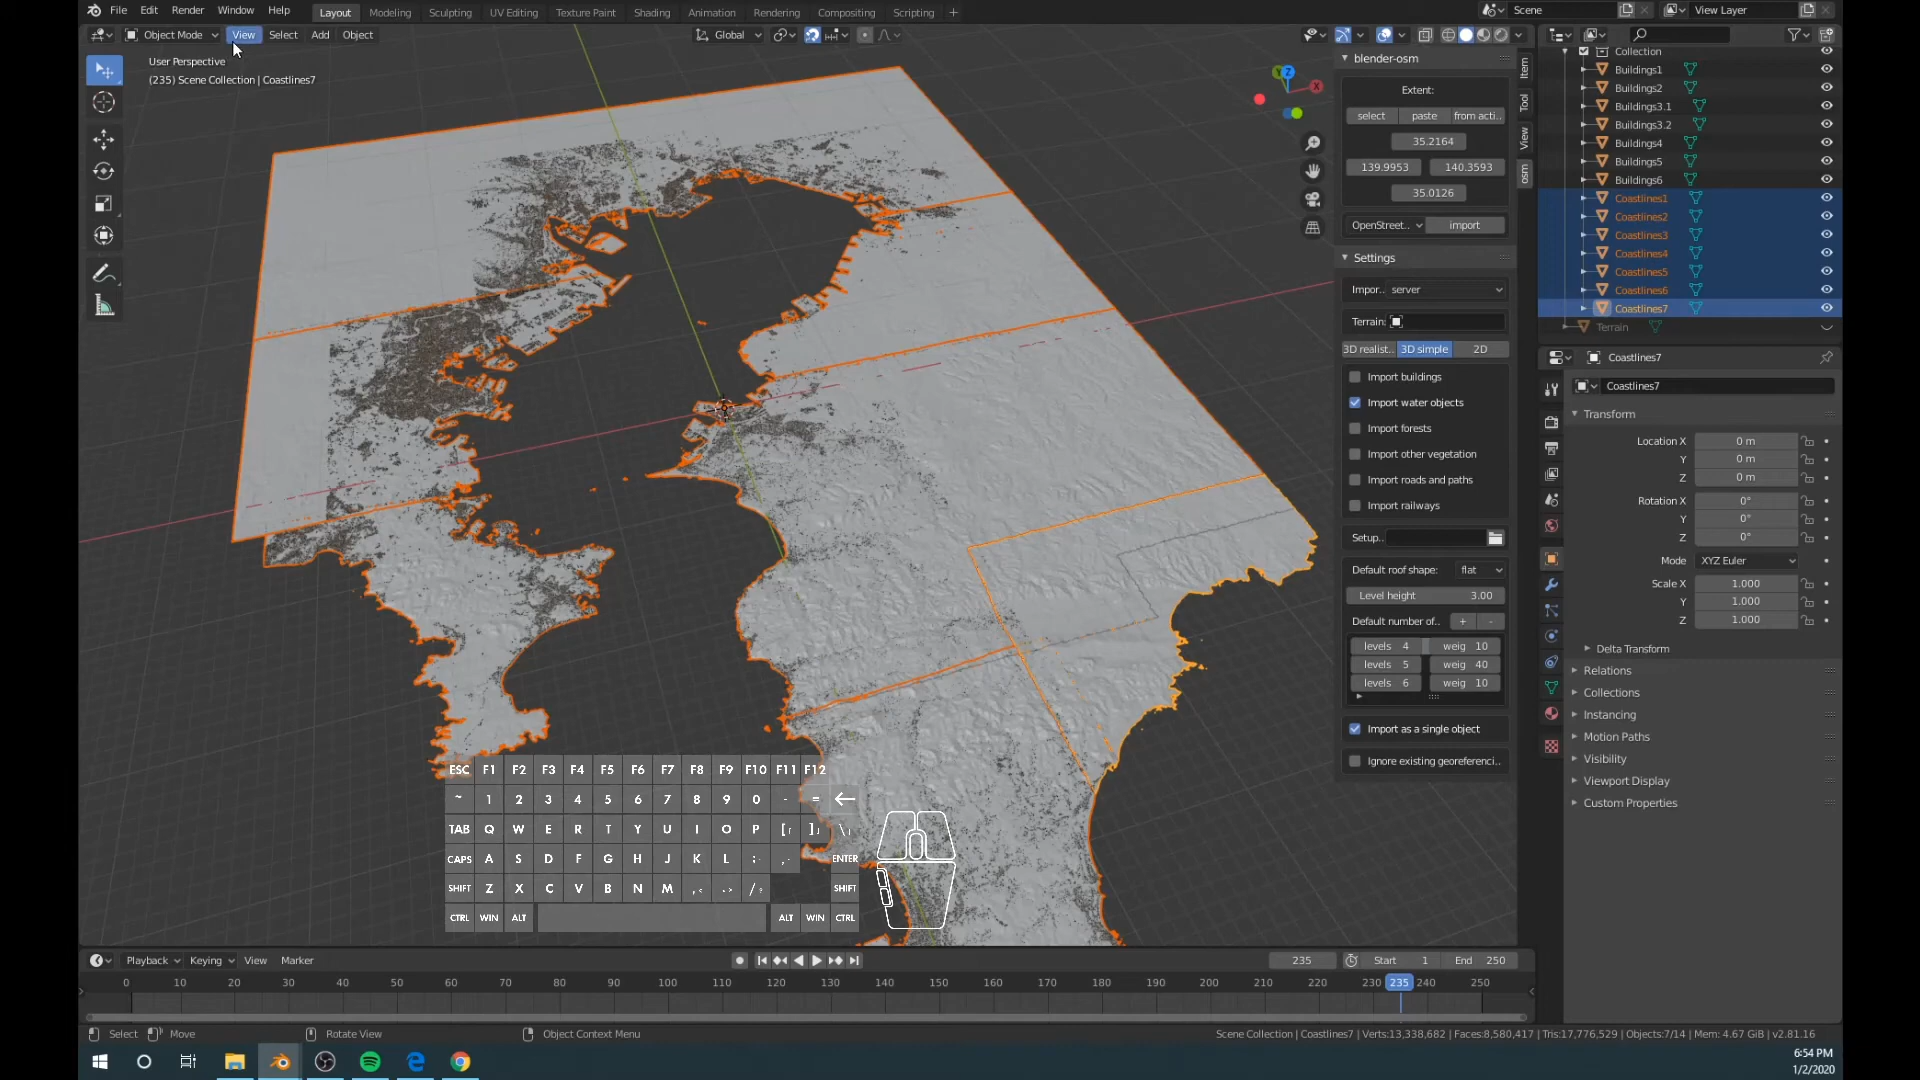 File Edit Render Window Help
Layout Modeling Sculpting UV Editing Texture Paint Shading Animation Rendering Compositing Scripting +
Scene
View Layer
Object Mode View Select Add Object
Global
User Perspective
(235) Scene Collection | Coastlines7
blender-osm
Extent:
select paste from acti..
35.2164
139.9953 140.3593
35.0126
OpenStreet.. import
Settings
Impor.. server
Terrain:
3D realist.. 3D simple 2D
Import buildings
Import water objects
Import forests
Import other vegetation
Import roads and paths
Import railways
Setup..
Default roof shape: flat
Level height 3.00
Default number of.. + -
levels 4 weig 10
levels 5 weig 40
levels 6 weig 10
Import as a single object
Ignore existing georeferenci..
Item
Tool
View
osm
Collection
Buildings1
Buildings2
Buildings3.1
Buildings3.2
Buildings4
Buildings5
Buildings6
Coastlines1
Coastlines2
Coastlines3
Coastlines4
Coastlines5
Coastlines6
Coastlines7
Terrain
Coastlines7
Coastlines7
Transform
Location X 0 m
Y 0 m
Z 0 m
Rotation X 0°
Y 0°
Z 0°
Mode XYZ Euler
Scale X 1.000
Y 1.000
Z 1.000
Delta Transform
Relations
Collections
Instancing
Motion Paths
Visibility
Viewport Display
Custom Properties
ESC F1 F2 F3 F4 F5 F6 F7 F8 F9 F10 F11 F12
~ 1 2 3 4 5 6 7 8 9 0 - =
TAB Q W E R T Y U I O P [ ] \
CAPS A S D F G H J K L ; ENTER
SHIFT Z X C V B N M , . / SHIFT
CTRL WIN ALT ALT WIN CTRL
Playback Keying View Marker
235 Start 1 End 250
0 10 20 30 40 50 60 70 80 90 100 110 120 130 140 150 160 170 180 190 200 210 220 230 235 240 250
Select Move Rotate View Object Context Menu
Scene Collection | Coastlines7 | Verts:13,338,682 | Faces:8,580,417 | Tris:17,776,529 | Objects:7/14 | Mem: 4.67 GiB | v2.81.16
6:54 PM
1/2/2020